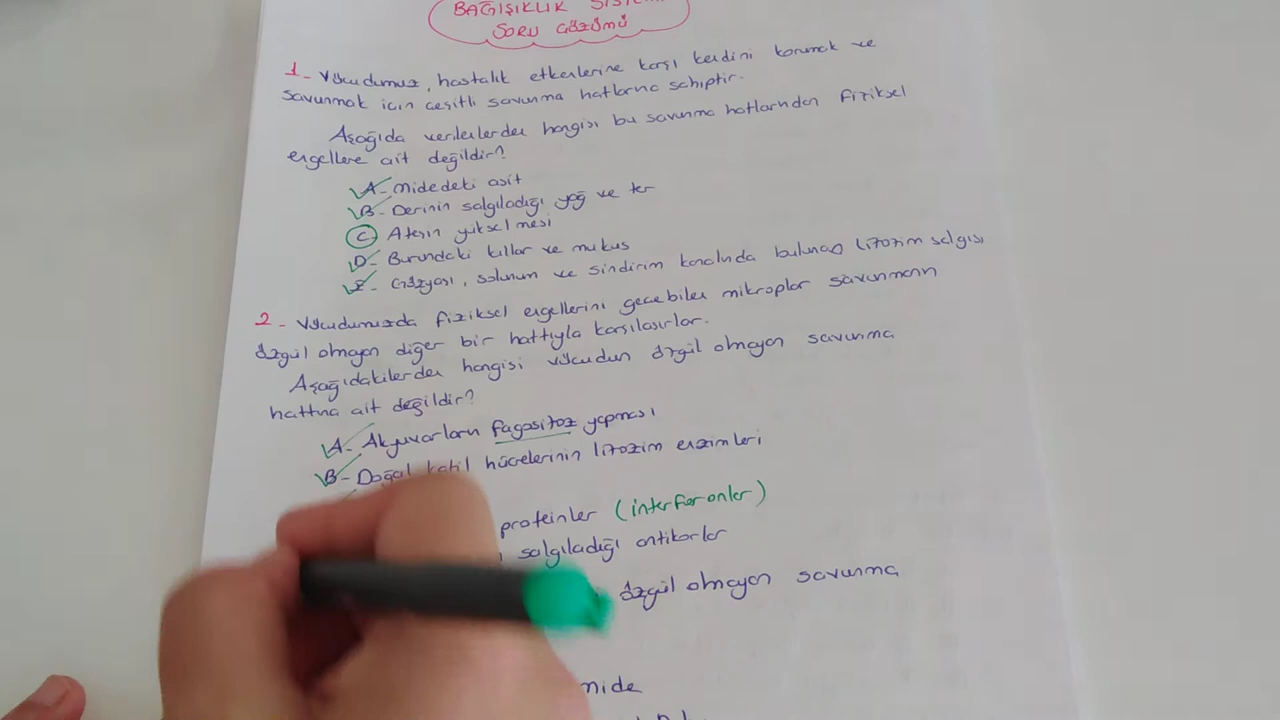 BAĞIŞIKLIK
SORU ÇÖZÜMÜ
1- Vücudumuz, hastalık etkenlerine karşı kendini korumak ve
savunmak için çeşitli savunma hatlarına sahiptir.
Aşağıda verilenlerden hangisi bu savunma hatlarından fiziksel
engellere ait değildir?
A- Midedeki asit
B- Derinin salgıladığı yağ ve ter
C Ateşin yükselmesi
D- Burundaki kıllar ve mukus
E- Gözyaşı, solunum ve sindirim kanalında bulunan lizozim salgısı
2- Vücudumuzda fiziksel engellerini geçebilen mikroplar savunmanın
özgül olmayan diğer bir hattıyla karşılaşırlar.
Aşağıdakilerden hangisi vücudun özgül olmayan savunma
hattına ait değildir?
A- Akyuvarların fagositoz yapması
B- Doğal katil hücrelerinin lizozim enzimleri
proteinler (interferonlar)
salgıladığı antikorlar
özgül olmayan savunma
mide